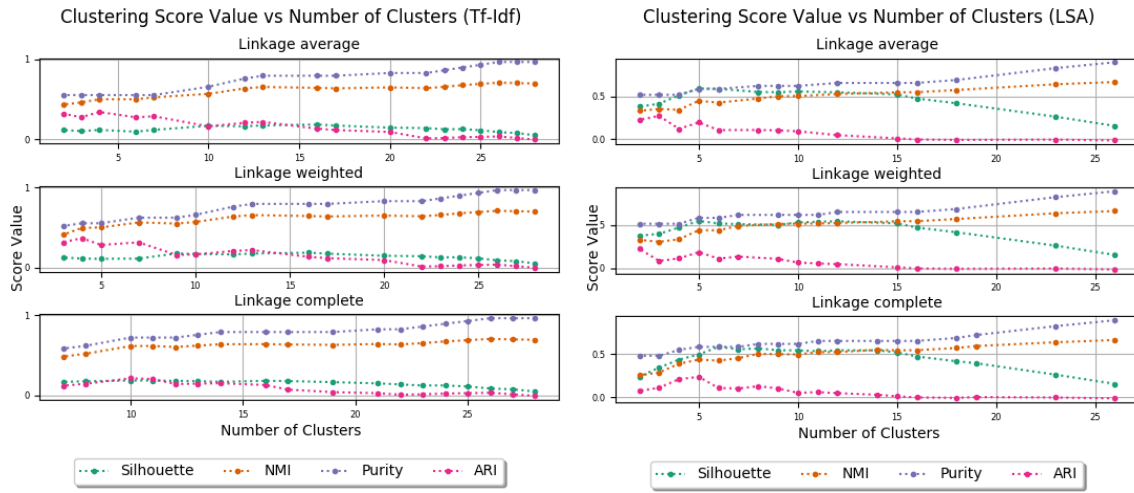 Clustering Score Value vs Number of Clusters (Tf-Idf)
Linkage average
1
0
5
10
15
20
25
Linkage weighted
1
0
5
10
15
20
25
Score Value
Linkage complete
1
0
10
15
20
25
Number of Clusters
Silhouette
NMI
Purity
ARI
Clustering Score Value vs Number of Clusters (LSA)
Linkage average
0.5
0.0
5
10
15
20
25
Linkage weighted
0.5
0.0
5
10
15
20
25
Score Value
Linkage complete
0.5
0.0
5
10
15
20
25
Number of Clusters
Silhouette
NMI
Purity
ARI